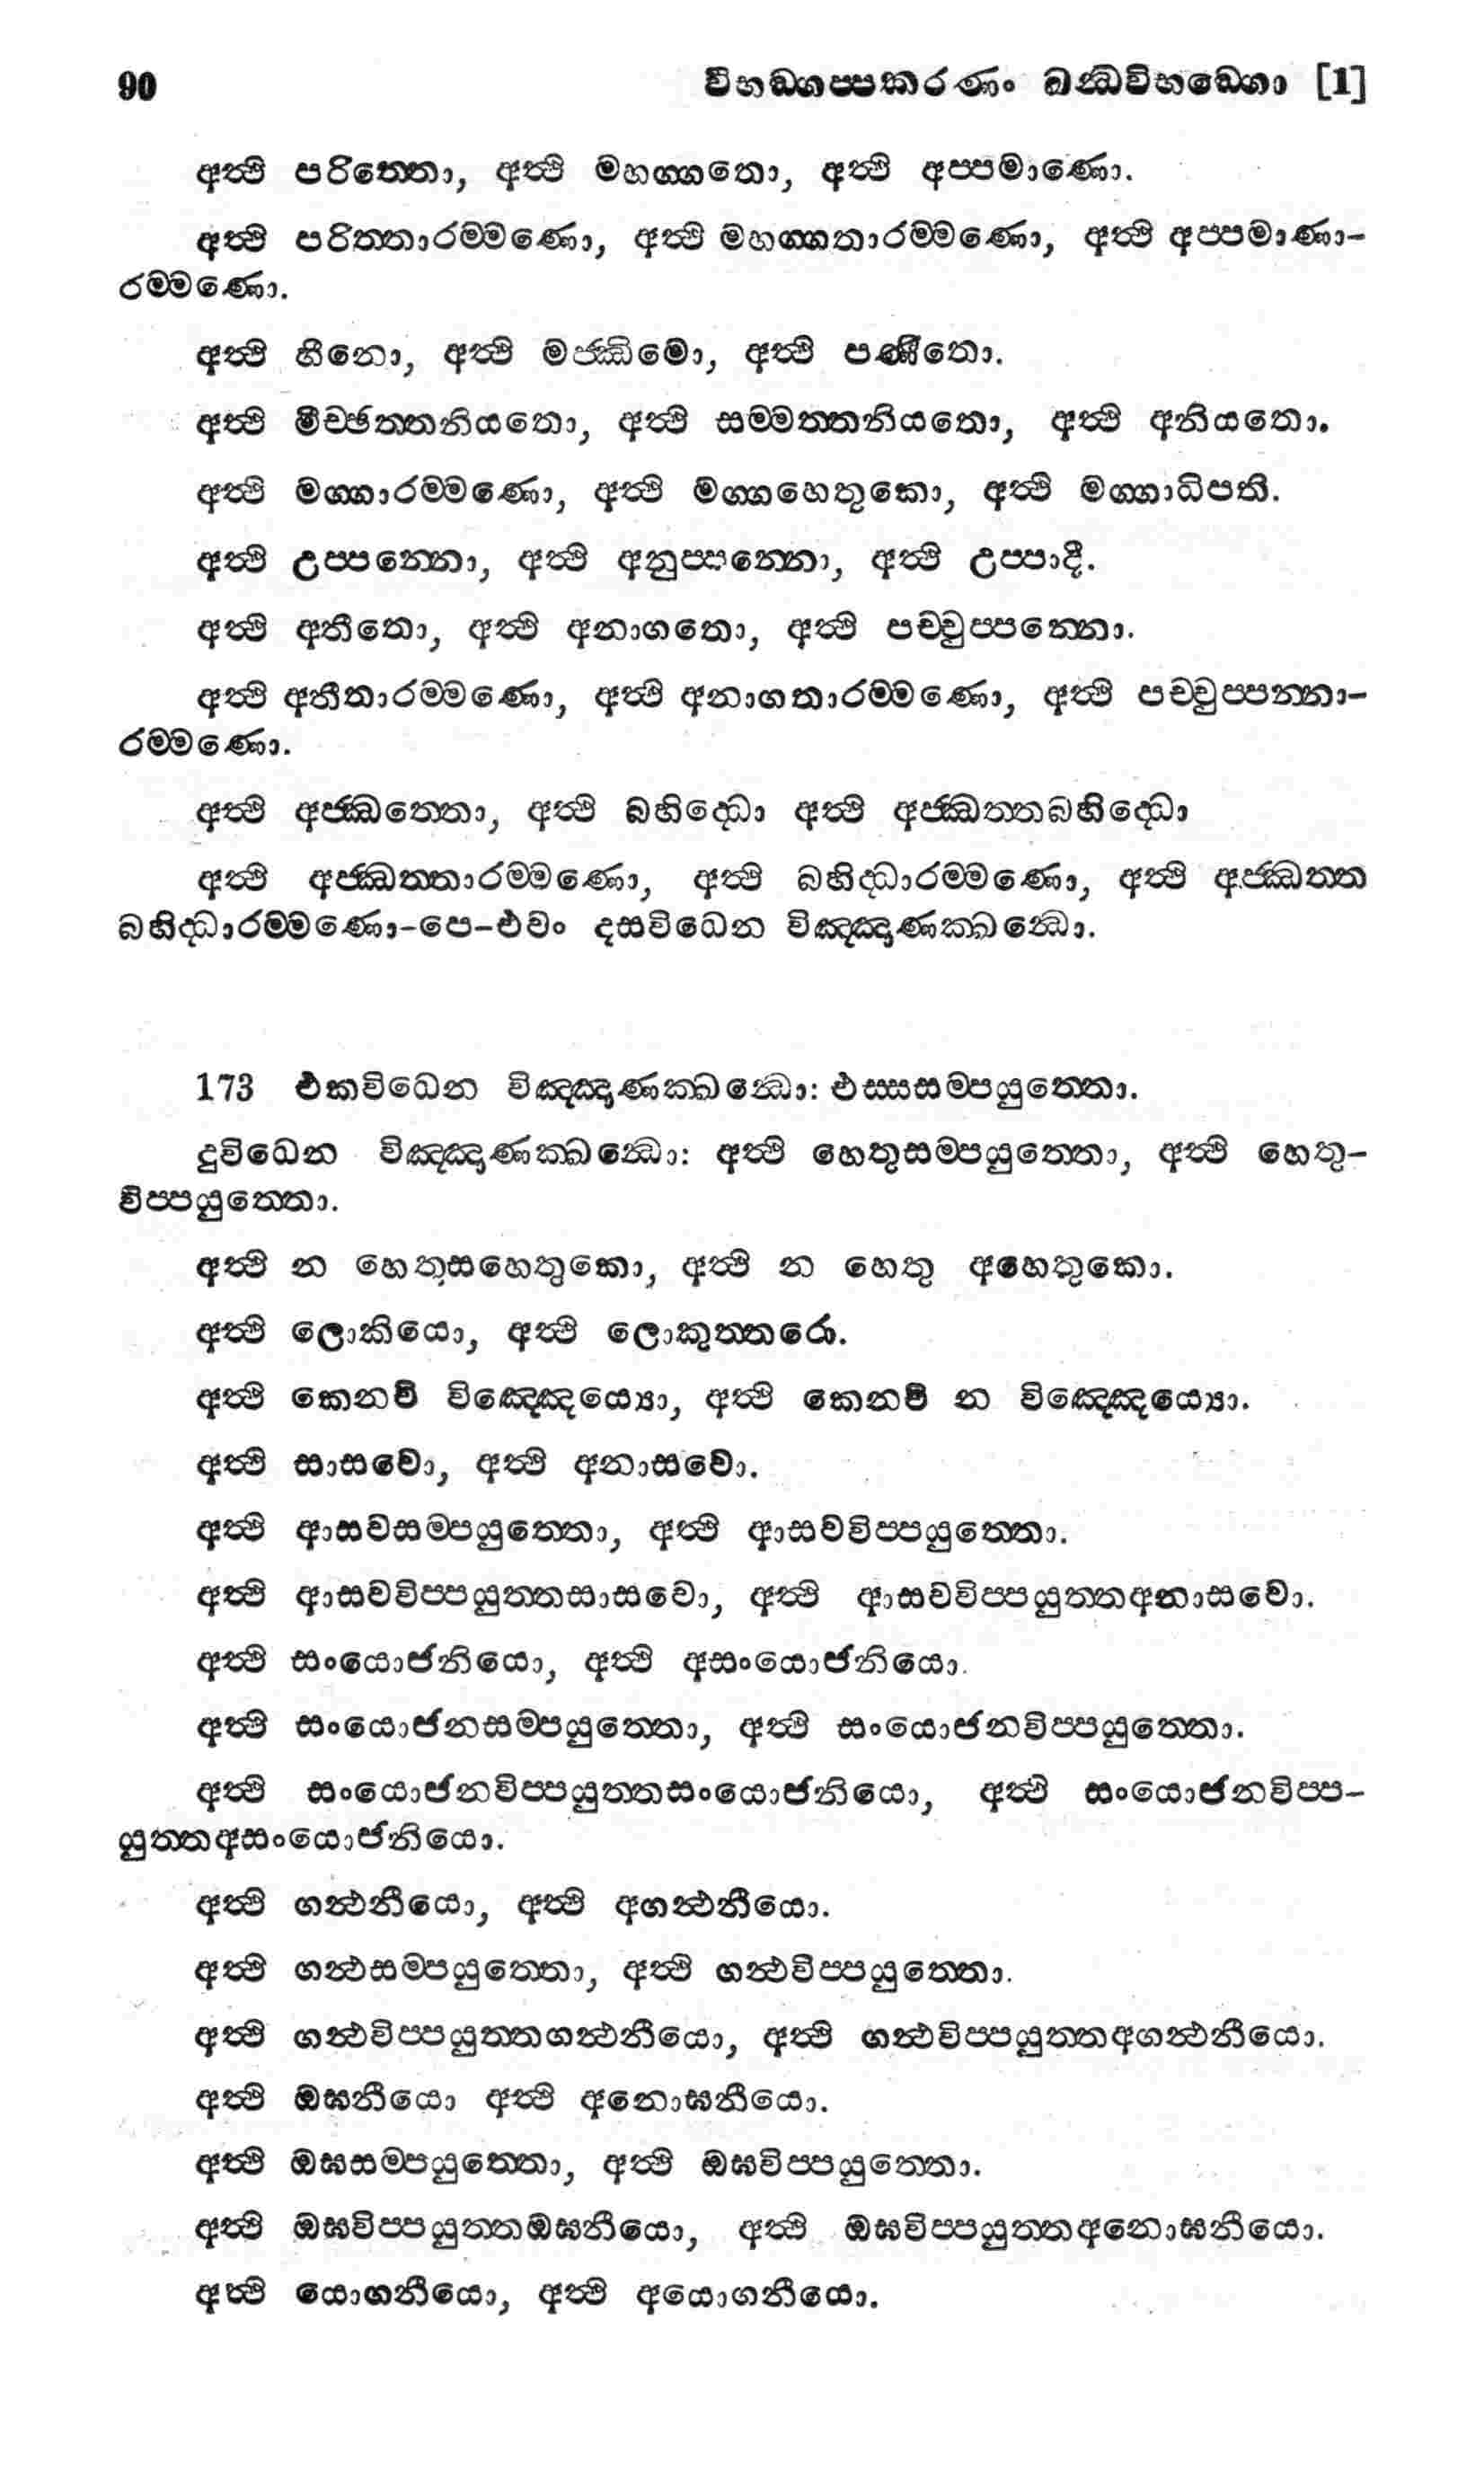 90 විභඞ්ගප්පකරණං ඛන්ධවිභඞ්ගො [1]
අත්ථි පරිත්තො, අත්ථි මහග්ගතො, අත්ථි අප්පමාණො.
අත්ථි පරිත්තාරම්මණො, අත්ථි මහග්ගතාරම්මණො, අත්ථි අප්පමාණා-
රම්මණො.
අත්ථි හීනො, අත්ථි මජ්ඣිමො, අත්ථි පණීතො.
අත්ථි මිච්ඡත්තනියතො, අත්ථි සම්මත්තනියතො, අත්ථි අනියතො.
අත්ථි මග්ගාරම්මණො, අත්ථි මග්ගහෙතුකො, අත්ථි මග්ගාධිපති.
අත්ථි උප්පන්නො, අත්ථි අනුප්පන්නො, අත්ථි උප්පාදී.
අත්ථි අතීතො, අත්ථි අනාගතො, අත්ථි පච්චුප්පන්නො.
අත්ථි අතීතාරම්මණො, අත්ථි අනාගතාරම්මණො, අත්ථි පච්චුප්පන්නා-
රම්මණො.
අත්ථි අජ්ඣත්තො, අත්ථි බහිද්ධො අත්ථි අජ්ඣත්තබහිද්ධො
අත්ථි අජ්ඣත්තාරම්මණො, අත්ථි බහිද්ධාරම්මණො, අත්ථි අජ්ඣත්ත
බහිද්ධාරම්මණො-පෙ-එවං දසවිධෙන විඤ්ඤාණක්ඛන්ධො.
173 එකවිධෙන විඤ්ඤාණක්ඛන්ධො: එස්සසම්පයුත්තො.
දුවිධෙන විඤ්ඤාණක්ඛන්ධො: අත්ථි හෙතුසම්පයුත්තො, අත්ථි හෙතු-
විප්පයුත්තො.
අත්ථි න හෙතුසහෙතුකො, අත්ථි න හෙතු අහෙතුකො.
අත්ථි ලොකියො, අත්ථි ලොකුත්තරො.
අත්ථි කෙනචි විඤ්ඤෙය්‍යො, අත්ථි කෙනචි න විඤ්ඤෙය්‍යො.
අත්ථි සාසවො, අත්ථි අනාසවො.
අත්ථි ආසවසම්පයුත්තො, අත්ථි ආසවවිප්පයුත්තො.
අත්ථි ආසවවිප්පයුත්තසාසවො, අත්ථි ආසවවිප්පයුත්තඅනාසවො.
අත්ථි සංයොජනියො, අත්ථි අසංයොජනියො.
අත්ථි සංයොජනසම්පයුත්තො, අත්ථි සංයොජනවිප්පයුත්තො.
අත්ථි සංයොජනවිප්පයුත්තසංයොජනියො, අත්ථි සංයොජනවිප්ප-
යුත්තඅසංයොජනියො.
අත්ථි ගන්ථනීයො, අත්ථි අගන්ථනීයො.
අත්ථි ගන්ථසම්පයුත්තො, අත්ථි ගන්ථවිප්පයුත්තො.
අත්ථි ගන්ථවිප්පයුත්තගන්ථනීයො, අත්ථි ගන්ථවිප්පයුත්තඅගන්ථනීයො.
අත්ථි ඔඝනීයො අත්ථි අනොඝනීයො.
අත්ථි ඔඝසම්පයුත්තො, අත්ථි ඔඝවිප්පයුත්තො.
අත්ථි ඔඝවිප්පයුත්තඔඝනීයො, අත්ථි ඔඝවිප්පයුත්තඅනොඝනීයො.
අත්ථි යොගනීයො, අත්ථි අයොගනීයො.